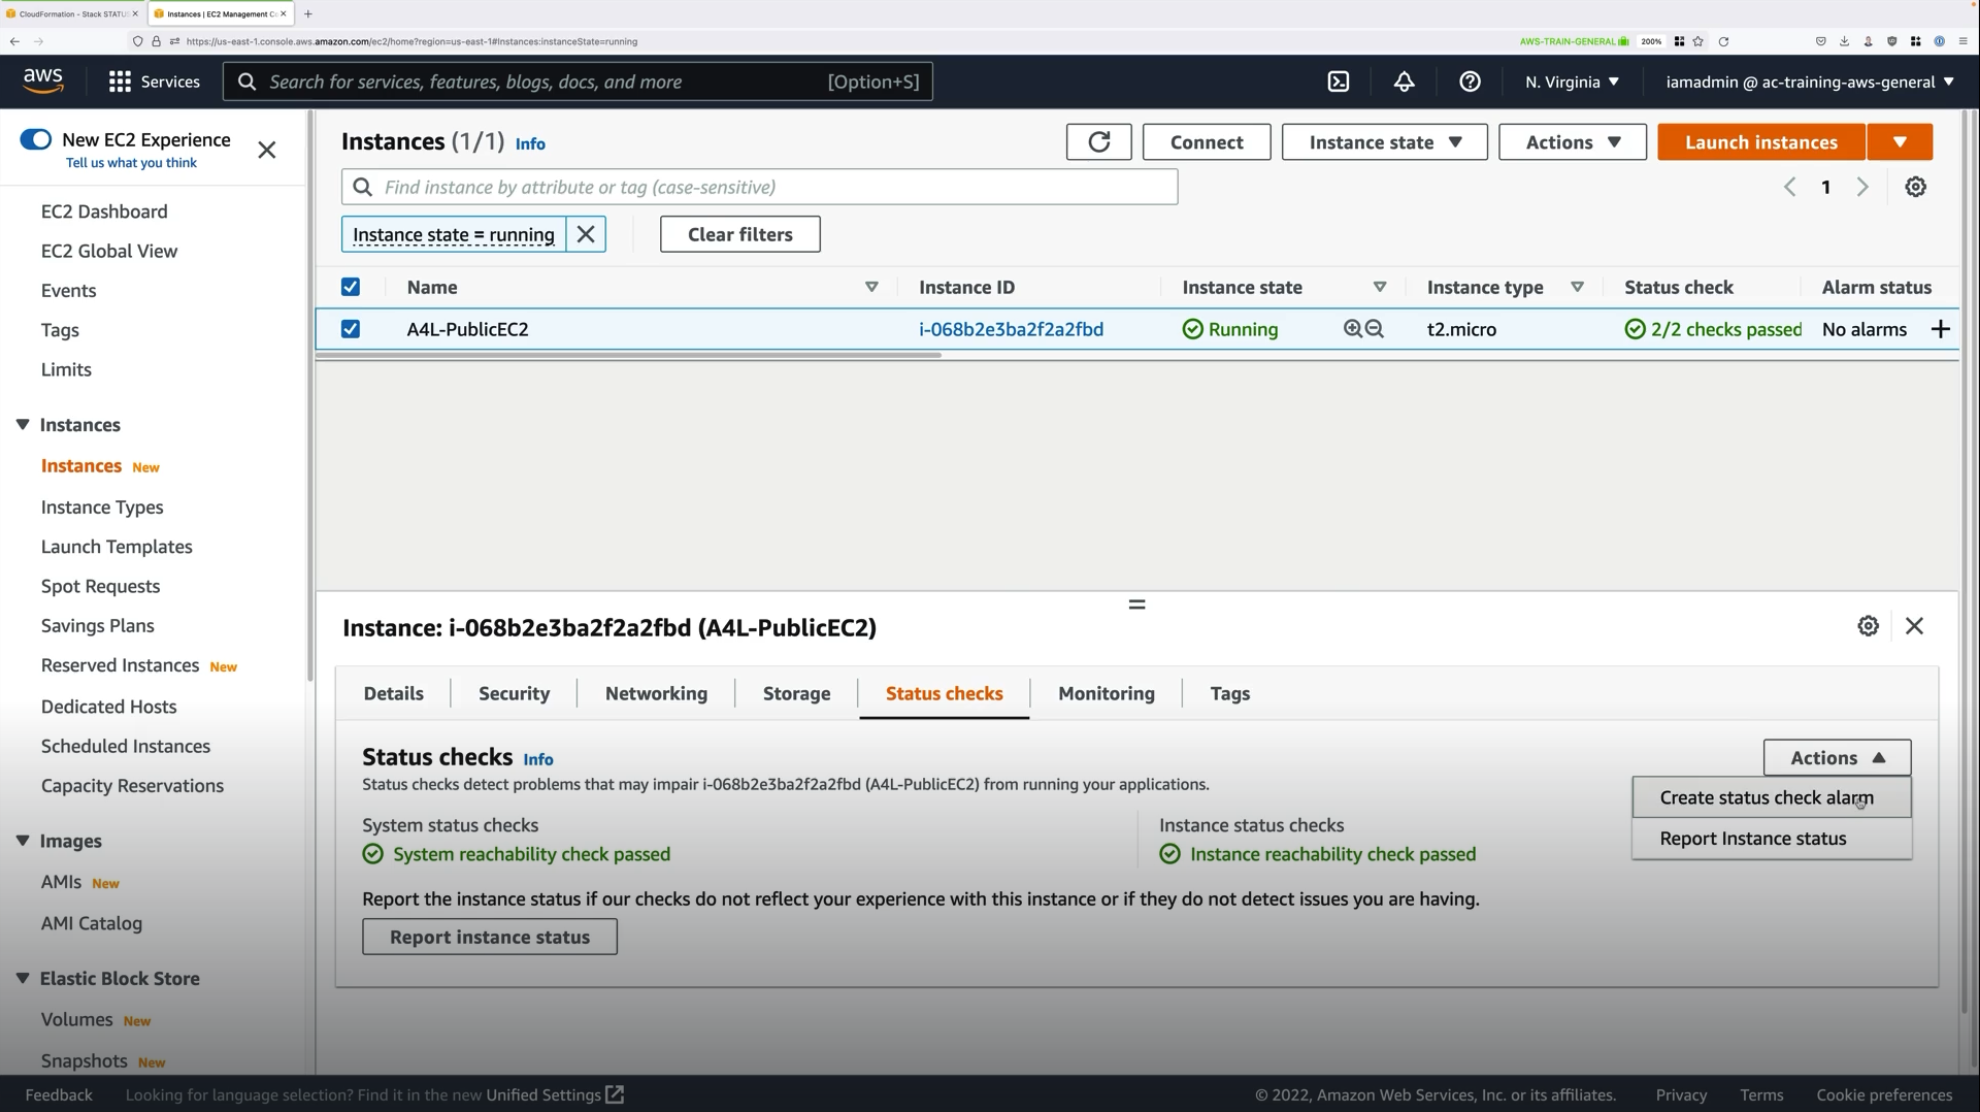 CloudFormation - Stack STATUS
Instances | EC2 Management Co
https://us-east-1.console.aws.amazon.com/ec2/home?region=us-east-1#Instances:instanceState=running
AWS-TRAIN-GENERAL
200%
aws
Services
Search for services, features, blogs, docs, and more
[Option+S]
N. Virginia
iamadmin @ ac-training-aws-general
New EC2 Experience
Tell us what you think
EC2 Dashboard
EC2 Global View
Events
Tags
Limits
Instances
Instances New
Instance Types
Launch Templates
Spot Requests
Savings Plans
Reserved Instances New
Dedicated Hosts
Scheduled Instances
Capacity Reservations
Images
AMIs New
AMI Catalog
Elastic Block Store
Volumes New
Snapshots New
Instances (1/1) Info
Connect
Instance state
Actions
Launch instances
Find instance by attribute or tag (case-sensitive)
1
Instance state = running
Clear filters
Name Instance ID Instance state Instance type Status check Alarm status
A4L-PublicEC2 i-068b2e3ba2f2a2fbd Running t2.micro 2/2 checks passed No alarms
Instance: i-068b2e3ba2f2a2fbd (A4L-PublicEC2)
Details Security Networking Storage Status checks Monitoring Tags
Status checks Info
Actions
Status checks detect problems that may impair i-068b2e3ba2f2a2fbd (A4L-PublicEC2) from running your applications.
Create status check alarm
Report Instance status
System status checks
System reachability check passed
Instance status checks
Instance reachability check passed
Report the instance status if our checks do not reflect your experience with this instance or if they do not detect issues you are having.
Report instance status
Feedback
Looking for language selection? Find it in the new Unified Settings
© 2022, Amazon Web Services, Inc. or its affiliates.
Privacy
Terms
Cookie preferences